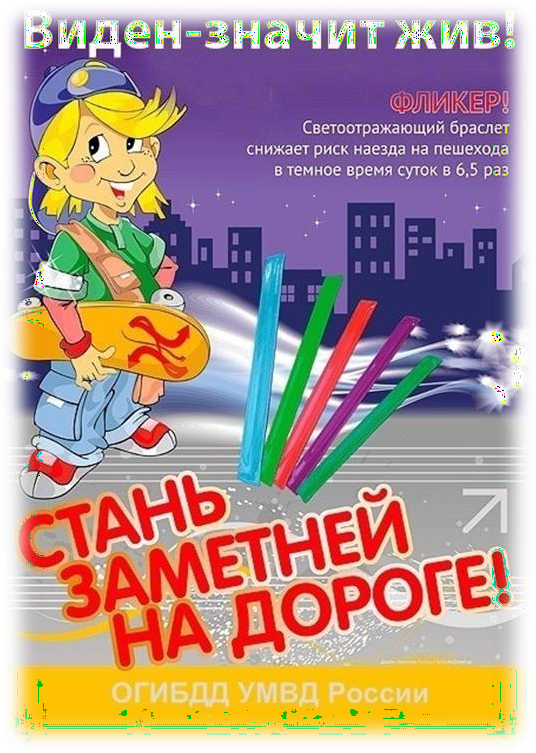 Виден-значит жив!
ФЛИКЕР!
Светоотражающий браслет
снижает риск наезда на пешехода
в темное время суток в 6,5 раз
СТАНЬ
ЗАМЕТНЕЙ
НА ДОРОГЕ!
ОГИБДД УМВД России